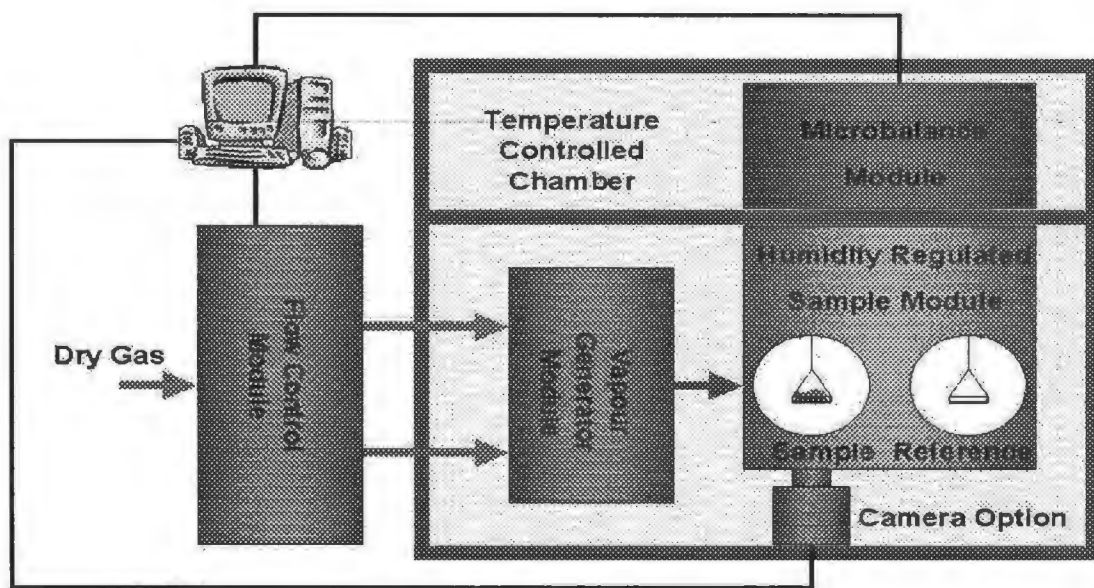 Temperature
Controlled
Chamber
Microbalance
Module
Humidity Regulated
Sample Module
Dry Gas
Flow Control
Module
Vapour
Generator
Module
Sample Reference
Camera Option